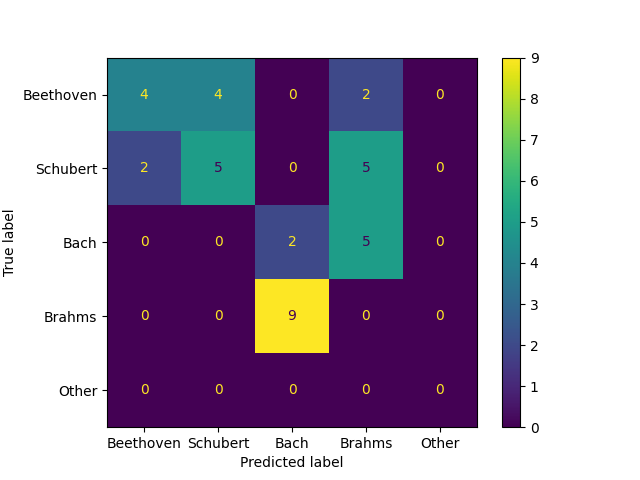 Beethoven 4 4 0 2 0
Schubert 2 5 0 5 0
Bach 0 0 2 5 0
Brahms 0 0 9 0 0
Other 0 0 0 0 0
Beethoven Schubert Bach Brahms Other
Predicted label
True label
9
8
7
6
5
4
3
2
1
0